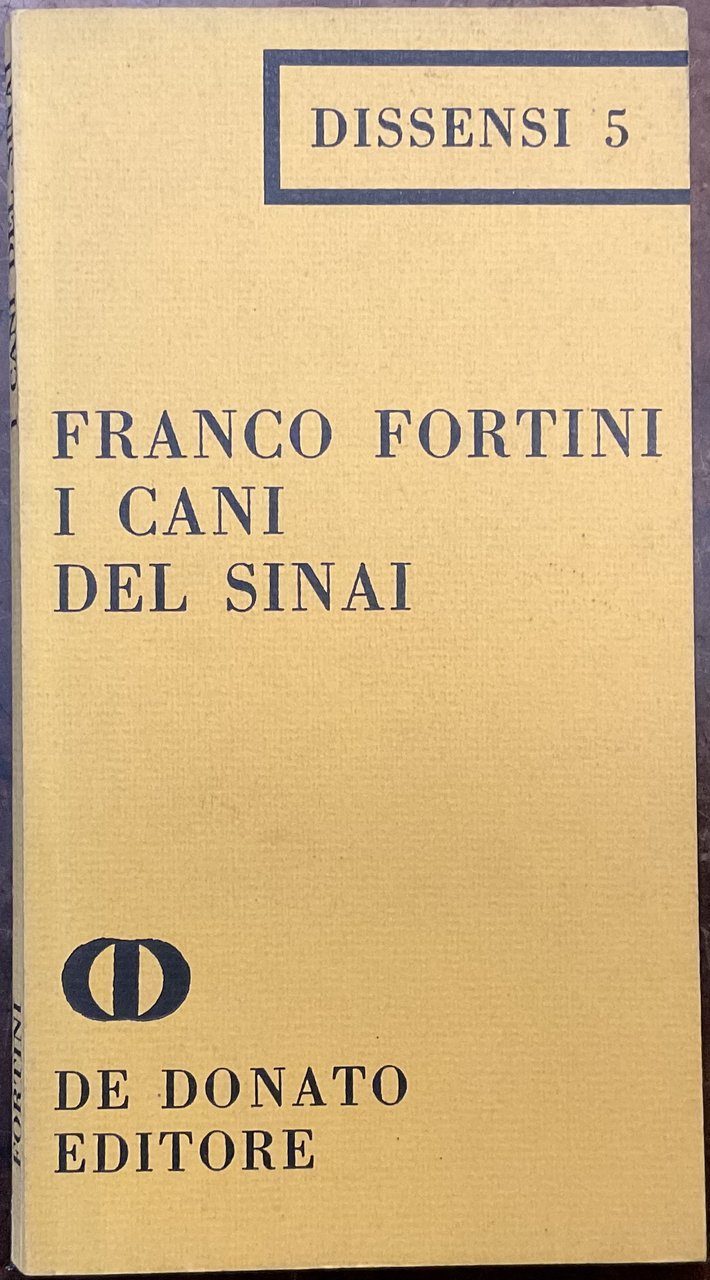 DISSENSI 5
FRANCO FORTINI
I CANI
DEL SINAI
DE DONATO
EDITORE
FORTINI